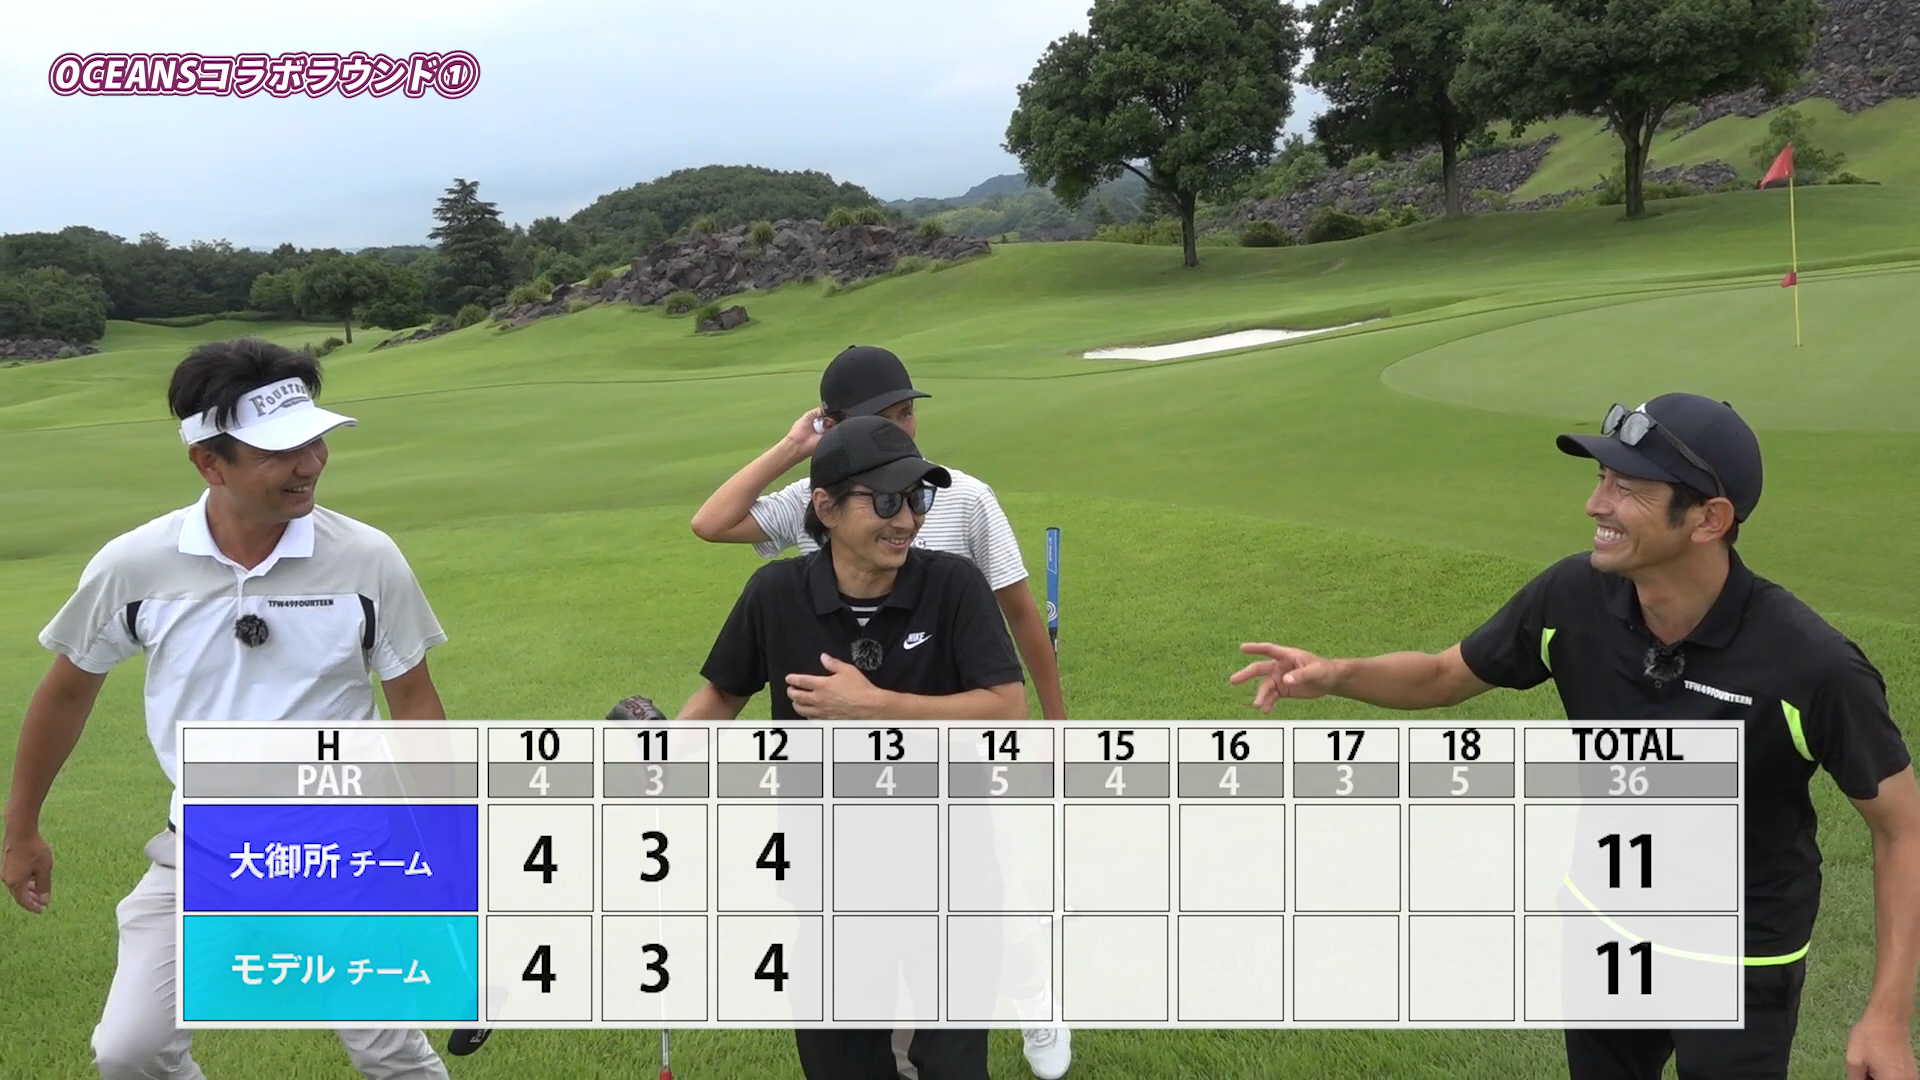 OCEANSコラボラウンド①
FOURTEEN
TFW49FOURTEEN
NIKE
TFW49FOURTEEN
H 10 11 12 13 14 15 16 17 18 TOTAL
PAR 4 3 4 4 5 4 4 3 5 36
大御所 チーム 4 3 4 11
モデル チーム 4 3 4 11